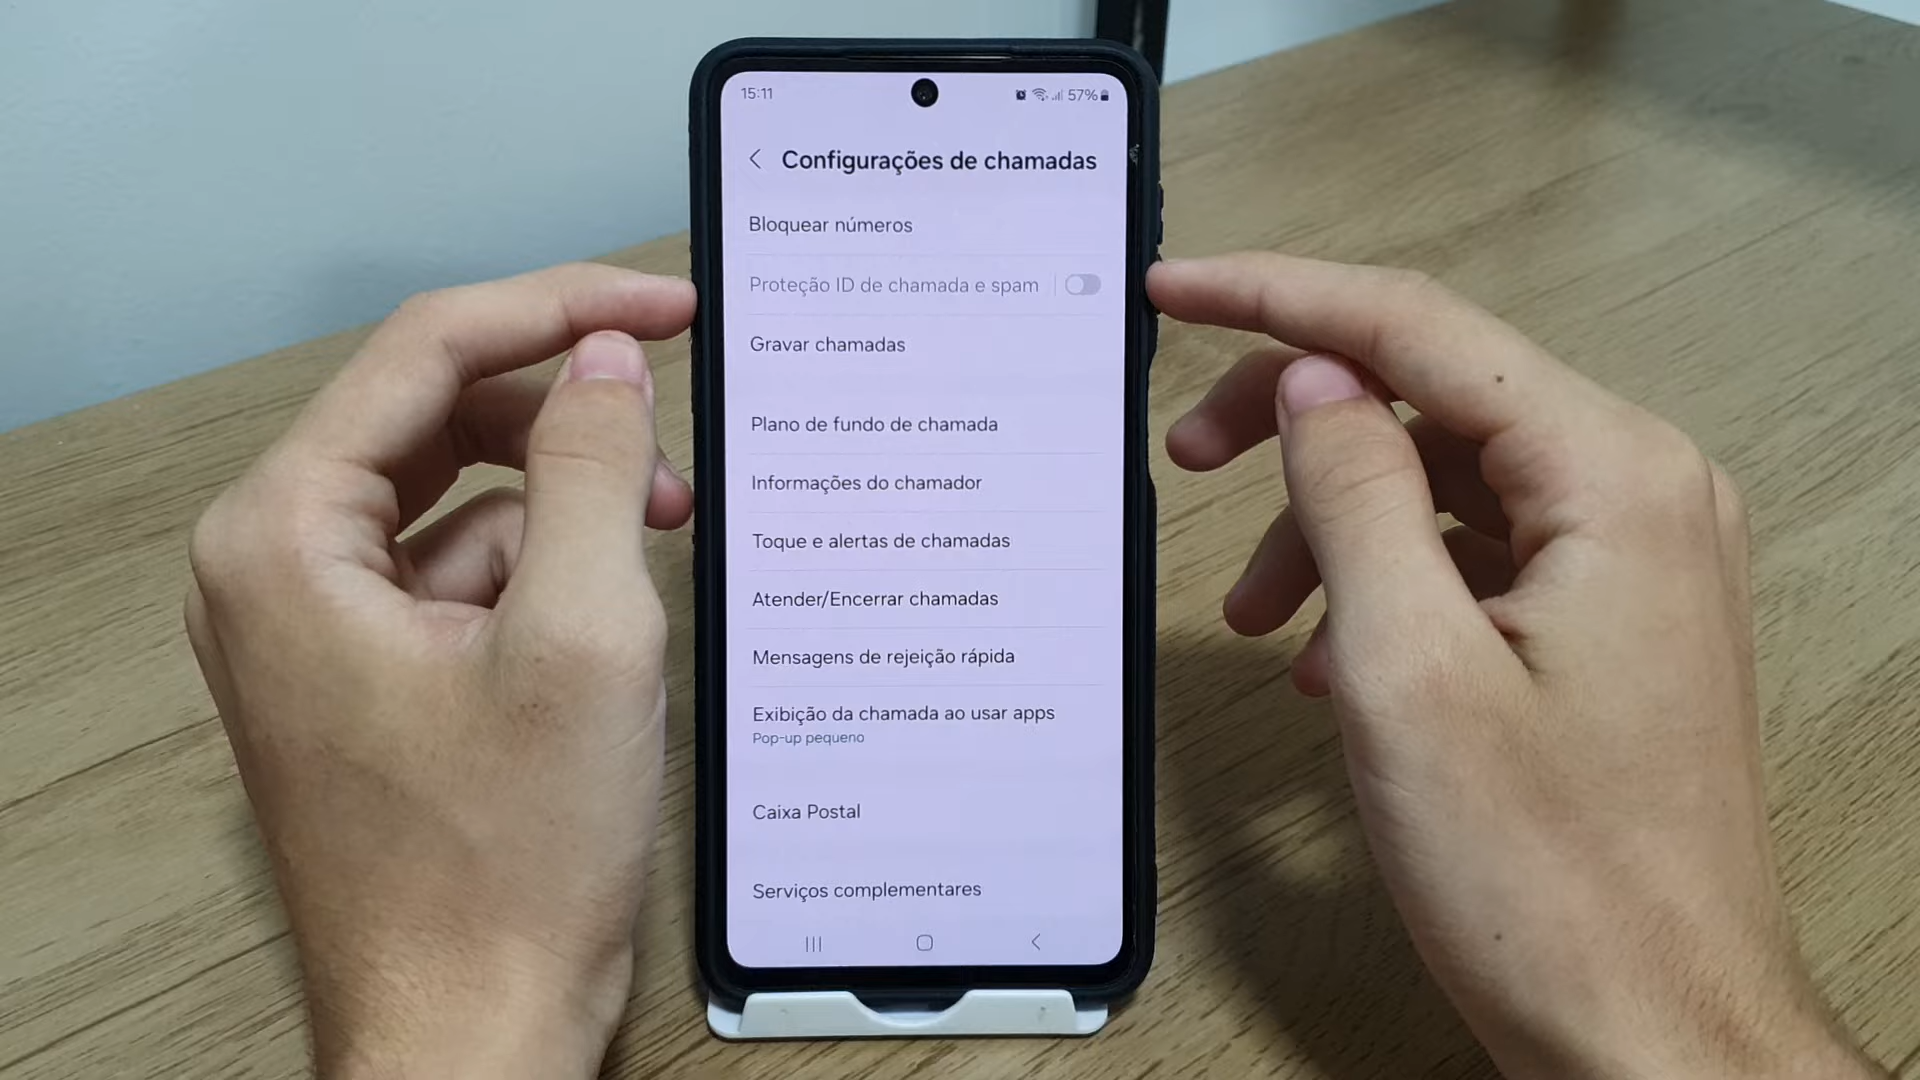 15:11
57%
Configurações de chamadas
Bloquear números
Proteção ID de chamada e spam
Gravar chamadas
Plano de fundo de chamada
Informações do chamador
Toque e alertas de chamadas
Atender/Encerrar chamadas
Mensagens de rejeição rápida
Exibição da chamada ao usar apps
Pop-up pequeno
Caixa Postal
Serviços complementares